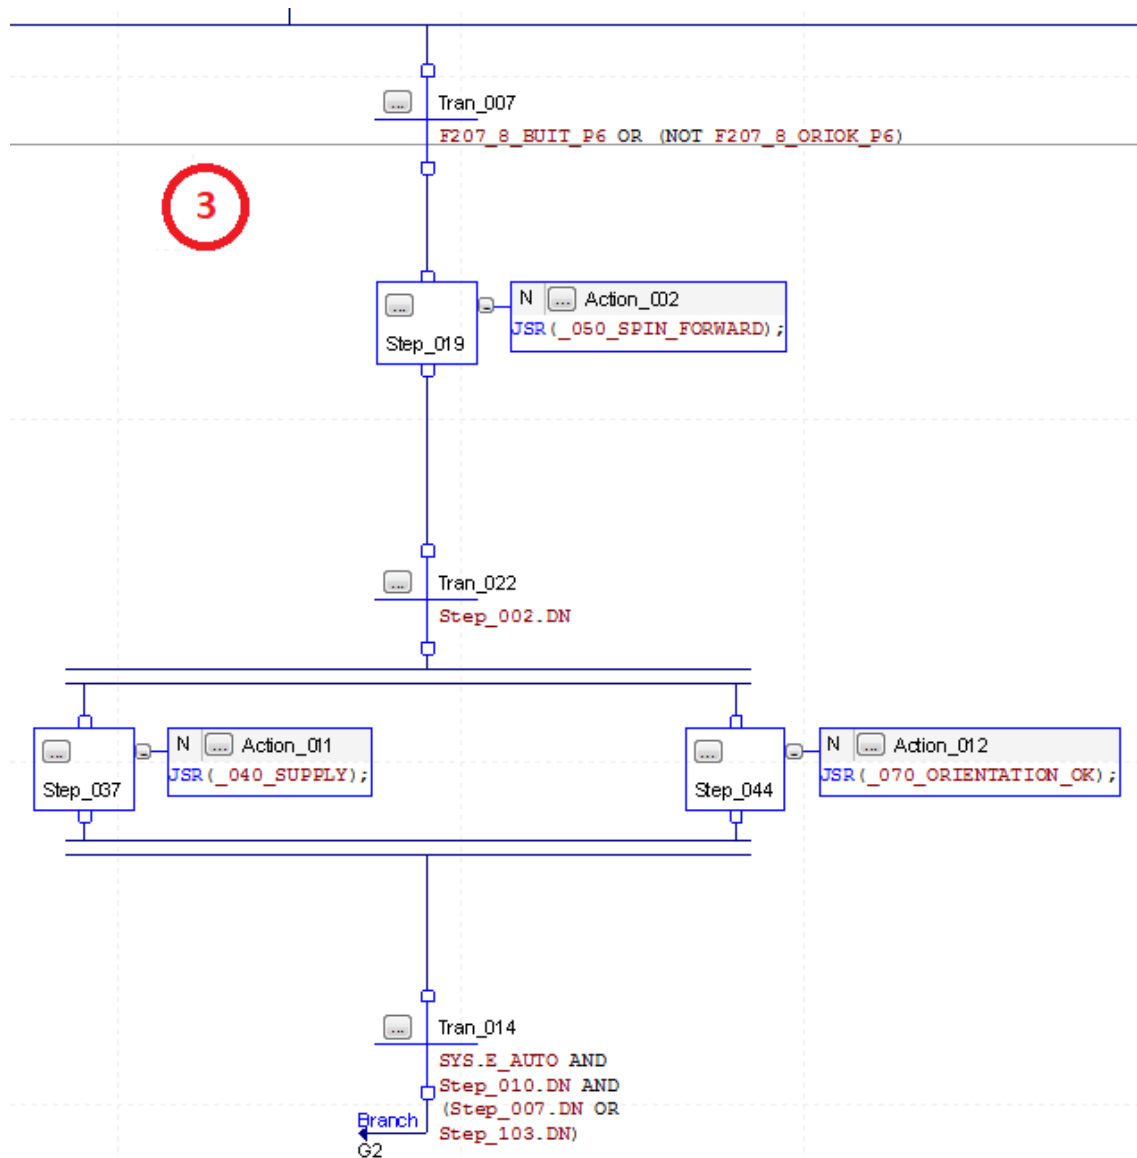 Tran_007
F207_8_BUIT_P6 OR (NOT F207_8_ORIOK_P6)
3
N ... Action_002
JSR(_050_SPIN_FORWARD);
Step_019
Tran_022
Step_002.DN
N ... Action_011
JSR(_040_SUPPLY);
Step_037
N ... Action_012
JSR(_070_ORIENTATION_OK);
Step_044
Tran_014
SYS.E_AUTO AND
Step_010.DN AND
(Step_007.DN OR
Step_103.DN)
Branch
G2